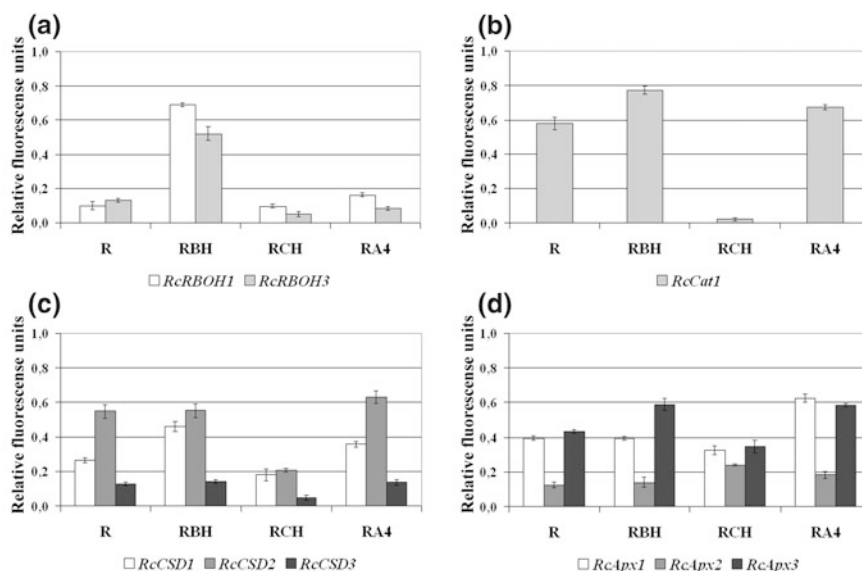 (a)
Relative fluorescense units
1,0
0,8
0,6
0,4
0,2
0,0
R RBH RCH RA4
RcRBOH1 RcRBOH3
(b)
Relative fluorescense units
1,0
0,8
0,6
0,4
0,2
0,0
R RBH RCH RA4
RcCat1
(c)
Relative fluorescense units
1,0
0,8
0,6
0,4
0,2
0,0
R RBH RCH RA4
RcCSD1 RcCSD2 RcCSD3
(d)
Relative fluorescense units
1,0
0,8
0,6
0,4
0,2
0,0
R RBH RCH RA4
RcApx1 RcApx2 RcApx3